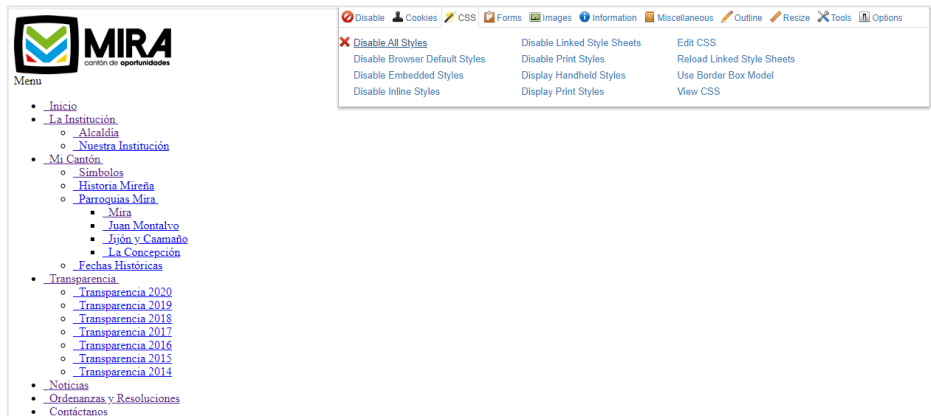 MIRA
cantón de oportunidades
Menu
Inicio
La Institución
Alcaldía
Nuestra Institución
Mi Cantón
Símbolos
Historia Mireña
Parroquias Mira
Mira
Juan Montalvo
Jijón y Caamaño
La Concepción
Fechas Históricas
Transparencia
Transparencia 2020
Transparencia 2019
Transparencia 2018
Transparencia 2017
Transparencia 2016
Transparencia 2015
Transparencia 2014
Noticias
Ordenanzas y Resoluciones
Contáctanos
Disable Cookies CSS Forms Images Information Miscellaneous Outline Resize Tools Options
Disable All Styles Disable Linked Style Sheets Edit CSS
Disable Browser Default Styles Disable Print Styles Reload Linked Style Sheets
Disable Embedded Styles Display Handheld Styles Use Border Box Model
Disable Inline Styles Display Print Styles View CSS